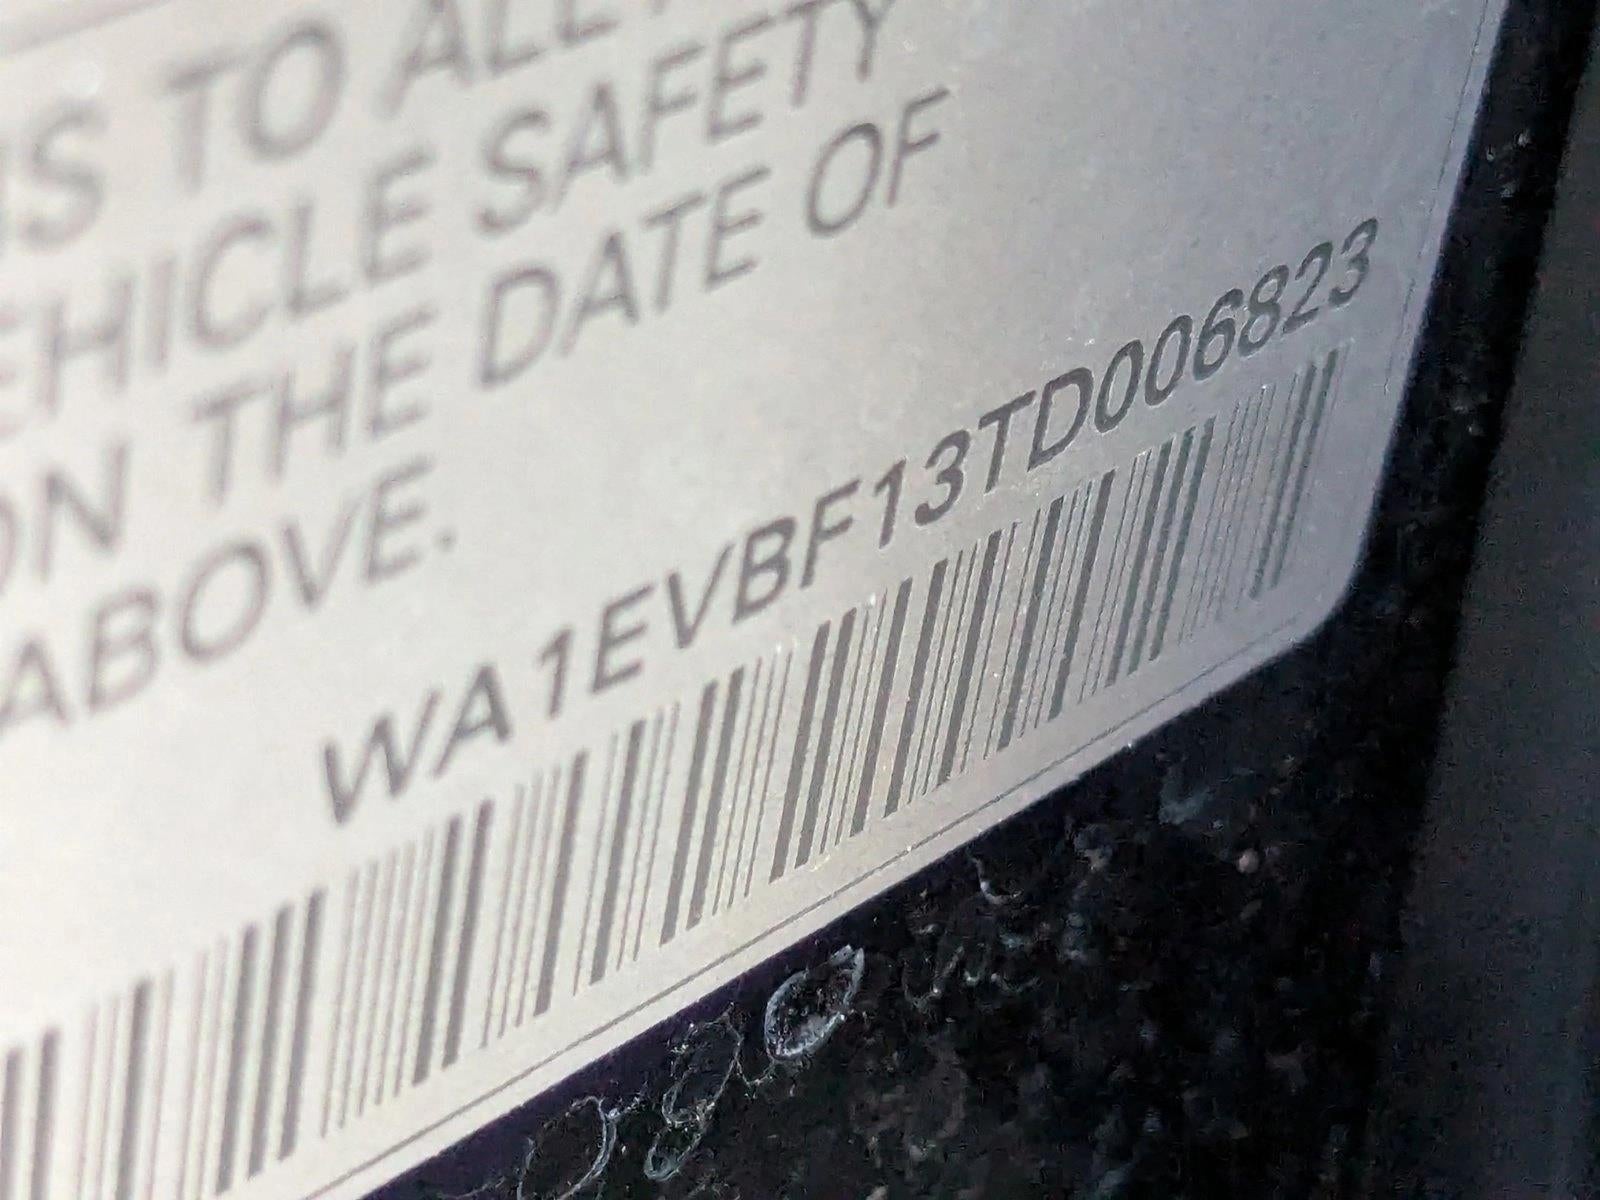 IS TO ALL
EHICLE SAFETY
ON THE DATE OF
ABOVE.
WA1EVBF13TD006823